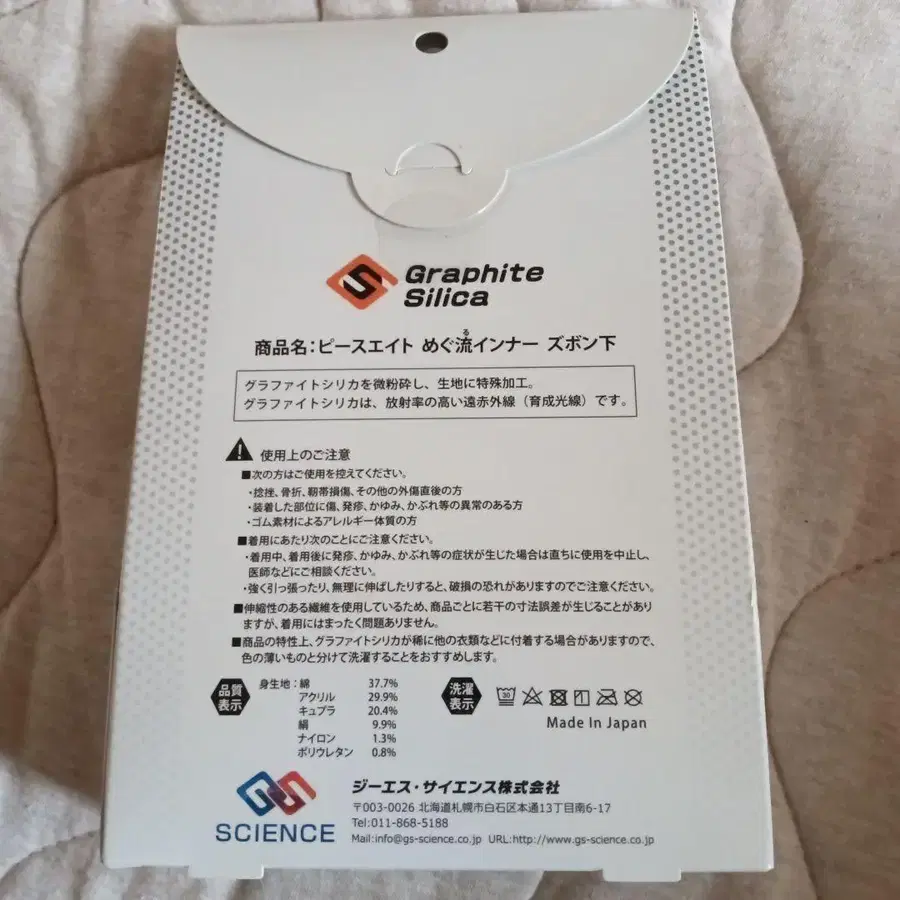 Graphite
Silica
商品名：ピースエイト めぐ流インナー ズボン下
る
グラファイトシリカを微粉砕し、生地に特殊加工。
グラファイトシリカは、放射率の高い遠赤外線（育成光線）です。
使用上のご注意
■次の方はご使用を控えてください。
・捻挫、骨折、靭帯損傷、その他の外傷直後の方
・装着した部位に傷、発疹、かゆみ、かぶれ等の異常のある方
・ゴム素材によるアレルギー体質の方
■着用にあたり次のことにご注意ください。
・着用中、着用後に発疹、かゆみ、かぶれ等の症状が生じた場合は直ちに使用を中止し、
医師などにご相談ください。
・強く引っ張ったり、無理に伸ばしたりすると、破損の恐れがありますのでご注意ください。
■伸縮性のある繊維を使用しているため、商品ごとに若干の寸法誤差が生じることがあり
ますが、着用にはまったく問題ありません。
■商品の特性上、グラファイトシリカが稀に他の衣類などに付着する場合がありますので、
色の薄いものと分けて洗濯することをおすすめします。
品質
表示
身生地：綿 37.7%
アクリル 29.9%
キュプラ 20.4%
絹 9.9%
ナイロン 1.3%
ポリウレタン 0.8%
洗濯
表示
30
Made In Japan
GS
SCIENCE
ジーエス・サイエンス株式会社
〒003-0026 北海道札幌市白石区本通13丁目南6-17
Tel:011-868-5188
Mail:info@gs-science.co.jp URL:http://www.gs-science.co.jp